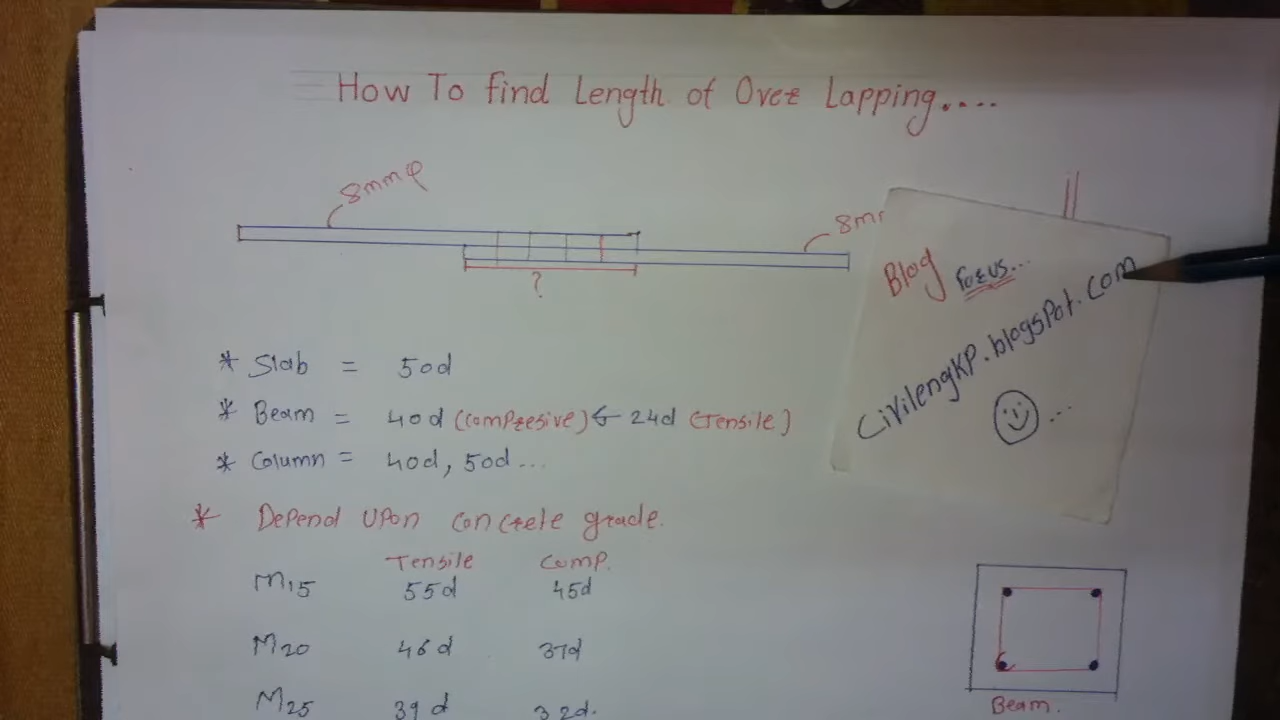 How To find Length of Over Lapping....
8mmφ
8m
?
Blog
focus...
CivilengKP.blogspot.com
* Slab = 50d
* Beam = 40d (compresive) & 24d (Tensile)
* Column = 40d, 50d...
* Depend upon concrete grade.
Tensile Comp.
M15 55d 45d
M20 46d 37d
M25 39d 32d.
Beam.